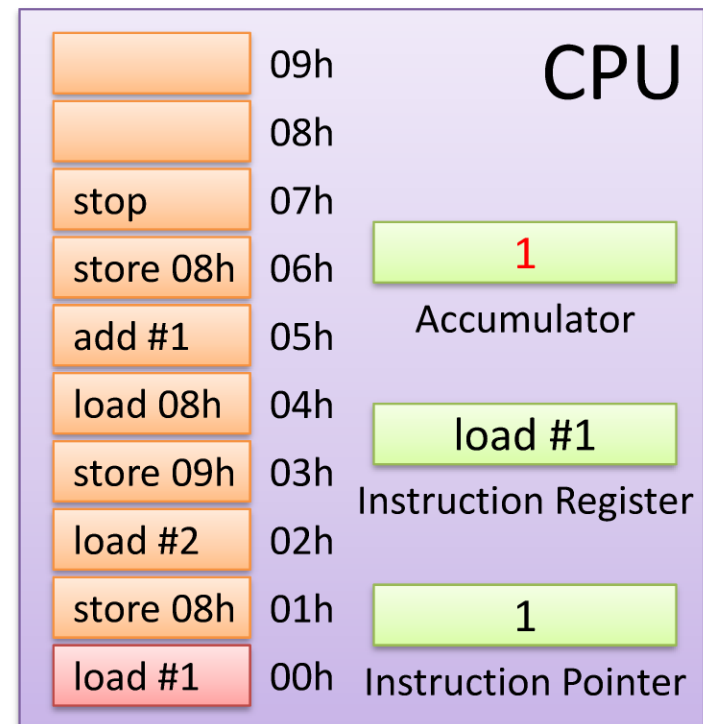 CPU
09h
08h
stop 07h
store 08h 06h
add #1 05h
load 08h 04h
store 09h 03h
load #2 02h
store 08h 01h
load #1 00h
1
Accumulator
load #1
Instruction Register
1
Instruction Pointer